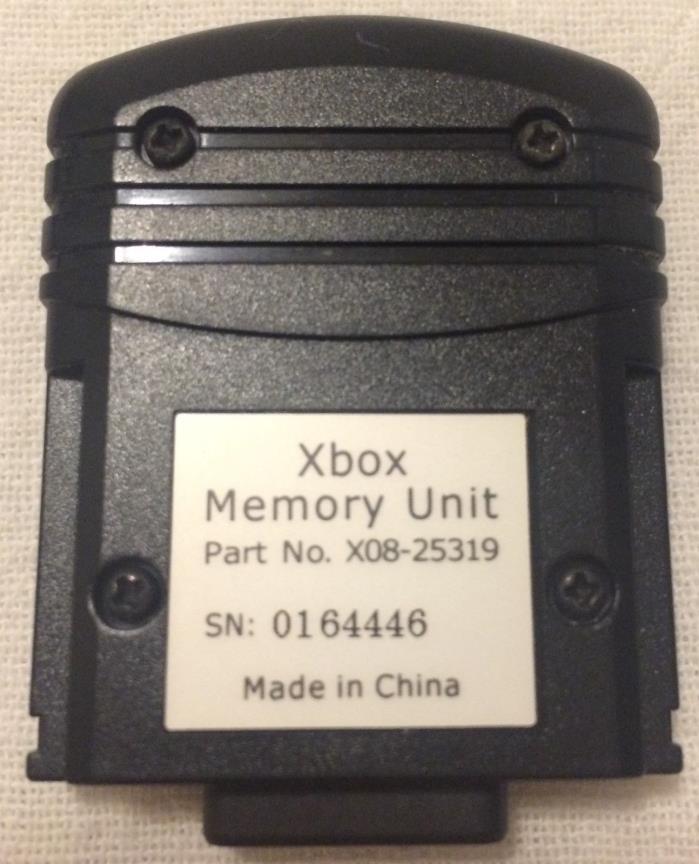 Xbox
Memory Unit
Part No. X08-25319
SN: 0164446
Made in China